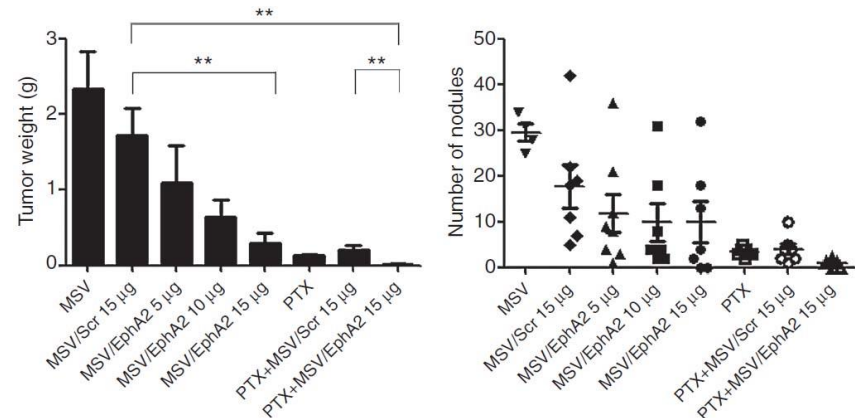 **
**
**
Tumor weight (g)
3
2
1
0
MSV
MSV/Scr 15 µg
MSV/EphA2 5 µg
MSV/EphA2 10 µg
MSV/EphA2 15 µg
PTX
PTX+MSV/Scr 15 µg
PTX+MSV/EphA2 15 µg
Number of nodules
50
40
30
20
10
0
MSV
MSV/Scr 15 µg
MSV/EphA2 5 µg
MSV/EphA2 10 µg
MSV/EphA2 15 µg
PTX
PTX+MSV/Scr 15 µg
PTX+MSV/EphA2 15 µg